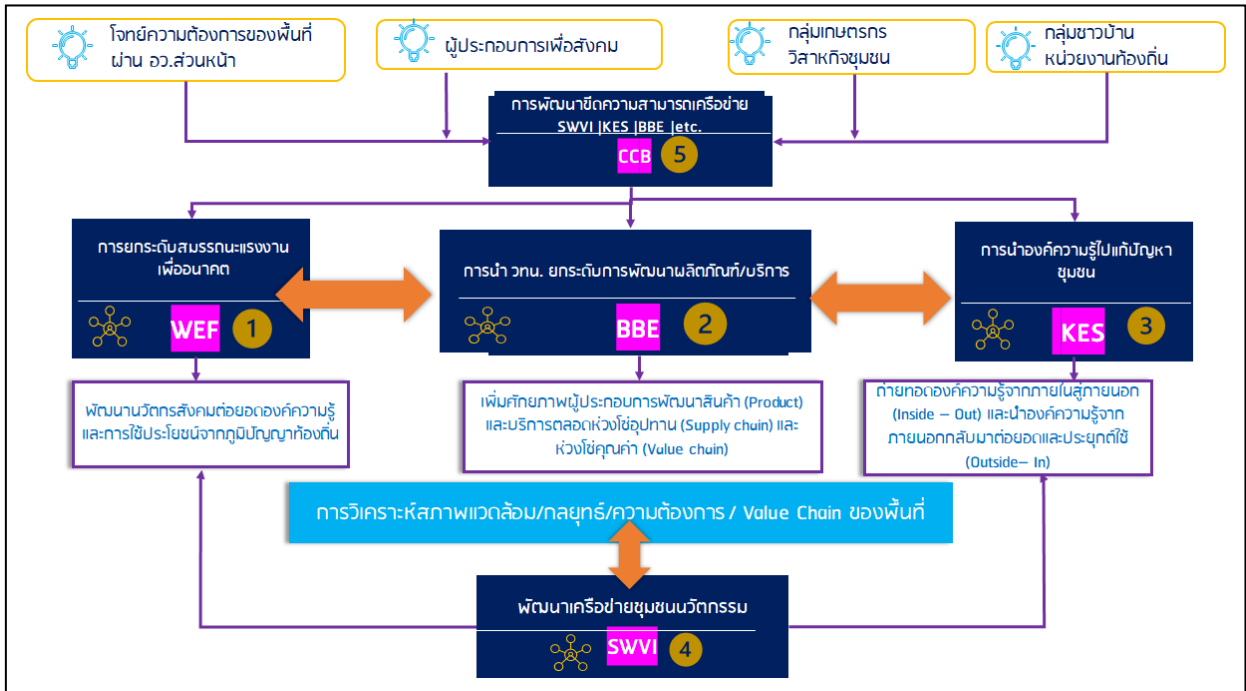 โจทย์ความต้องการของพื้นที่
ผ่าน อว.ส่วนหน้า
ผู้ประกอบการเพื่อสังคม
กลุ่มเกษตรกร
วิสาหกิจชุมชน
กลุ่มชาวบ้าน
หน่วยงานท้องถิ่น
การพัฒนาขีดความสามารถเครือข่าย
SWVI |KES |BBE |etc.
CCB 5
การยกระดับสมรรถนะแรงงาน
เพื่ออนาคต
WEF 1
การนำ วทน. ยกระดับการพัฒนาผลิตภัณฑ์/บริการ
BBE 2
การนำองค์ความรู้ไปแก้ปัญหา
ชุมชน
KES 3
พัฒนานวัตกรสังคมต่อยอดองค์ความรู้
และการใช้ประโยชน์จากภูมิปัญญาท้องถิ่น
เพิ่มศักยภาพผู้ประกอบการพัฒนาสินค้า (Product)
และบริการตลอดห่วงโซ่อุปทาน (Supply chain) และ
ห่วงโซ่คุณค่า (Value chain)
ถ่ายทอดองค์ความรู้จากภายในสู่ภายนอก
(Inside – Out) และนำองค์ความรู้จาก
ภายนอกกลับมาต่อยอดและประยุกต์ใช้
(Outside– In)
การวิเคราะห์สภาพแวดล้อม/กลยุทธ์/ความต้องการ / Value Chain ของพื้นที่
พัฒนาเครือข่ายชุมชนนวัตกรรม
SWVI 4